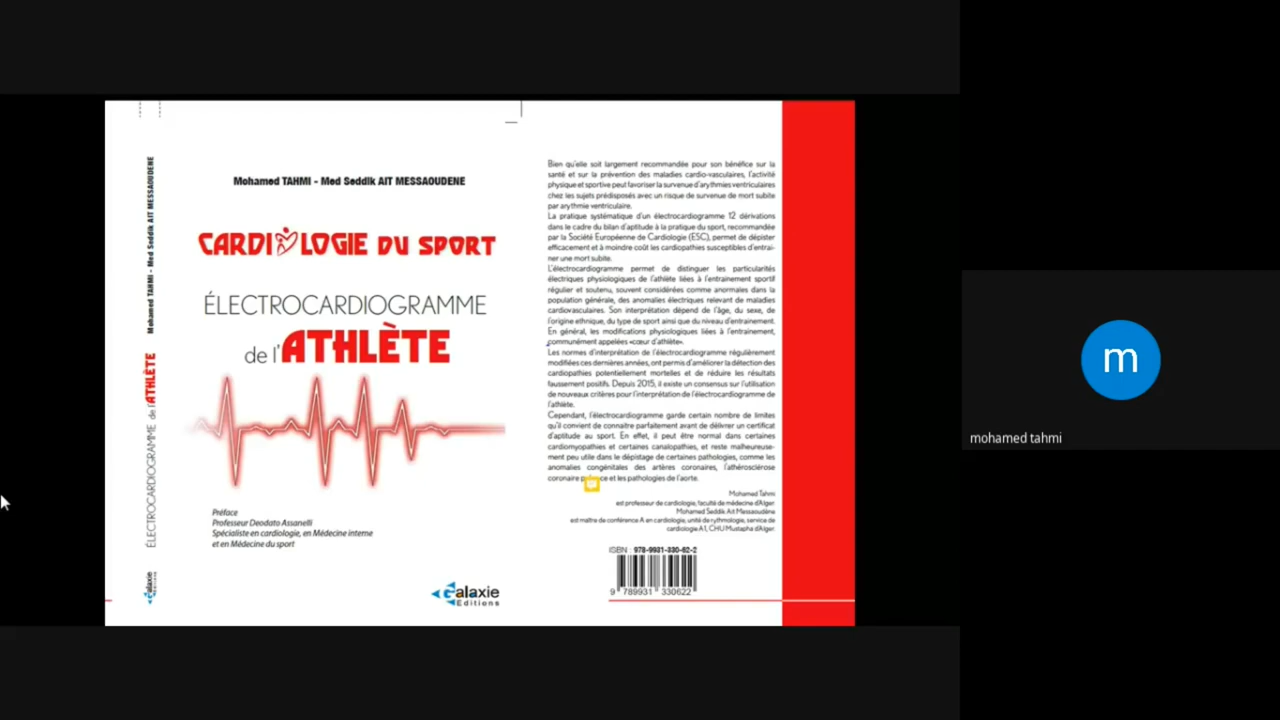 Mohamed TAHMI - Med Seddik AIT MESSAOUDENE
ÉLECTROCARDIOGRAMME de l'ATHLÈTE
Galaxie
Editions
Mohamed TAHMI - Med Seddik AIT MESSAOUDENE
CARDIOLOGIE DU SPORT
ÉLECTROCARDIOGRAMME
de l'ATHLÈTE
Préface
Professeur Deodato Assanelli
Spécialiste en cardiologie, en Médecine interne
et en Médecine du sport
Galaxie
Editions
Bien qu'elle soit largement recommandée pour son bénéfice sur la
santé et sur la prévention des maladies cardio-vasculaires, l'activité
physique et sportive peut favoriser la survenue d'arythmies ventriculaires
chez les sujets prédisposés avec un risque de survenue de mort subite
par arythmie ventriculaire.
La pratique systématique d'un électrocardiogramme 12 dérivations
dans le cadre du bilan d'aptitude à la pratique du sport, recommandée
par la Société Européenne de Cardiologie (ESC), permet de dépister
efficacement et à moindre coût les cardiopathies susceptibles d'entrai-
ner une mort subite.
L'électrocardiogramme permet de distinguer les particularités
électriques physiologiques de l'athlète liées à l'entrainement sportif
régulier et soutenu, souvent considérées comme anormales dans la
population générale, des anomalies électriques relevant de maladies
cardiovasculaires. Son interprétation dépend de l'âge, du sexe, de
l'origine ethnique, du type de sport ainsi que du niveau d'entrainement.
En général, les modifications physiologiques liées à l'entrainement,
communément appelées «cœur d'athlète».
Les normes d'interprétation de l'électrocardiogramme régulièrement
modifiées ces dernières années, ont permis d'améliorer la détection des
cardiopathies potentiellement mortelles et de réduire les résultats
faussement positifs. Depuis 2015, il existe un consensus sur l'utilisation
de nouveaux critères pour l'interprétation de l'électrocardiogramme de
l'athlète.
Cependant, l'électrocardiogramme garde certain nombre de limites
qu'il convient de connaitre parfaitement avant de délivrer un certificat
d'aptitude au sport. En effet, il peut être normal dans certaines
cardiomyopathies et certaines canalopathies, et reste malheureuse-
ment peu utile dans le dépistage de certaines pathologies, comme les
anomalies congénitales des artères coronaires, l'athérosclérose
coronaire et les pathologies de l'aorte.
Mohamed Tahmi
est professeur de cardiologie, faculté de médecine d'Alger.
Mohamed Seddik Ait Messaoudène
est maître de conférence A en cardiologie, unité de rythmologie, service de
cardiologie A1, CHU Mustapha d'Alger.
ISBN : 978-9931-330-62-2
9 789931 330622
m
mohamed tahmi